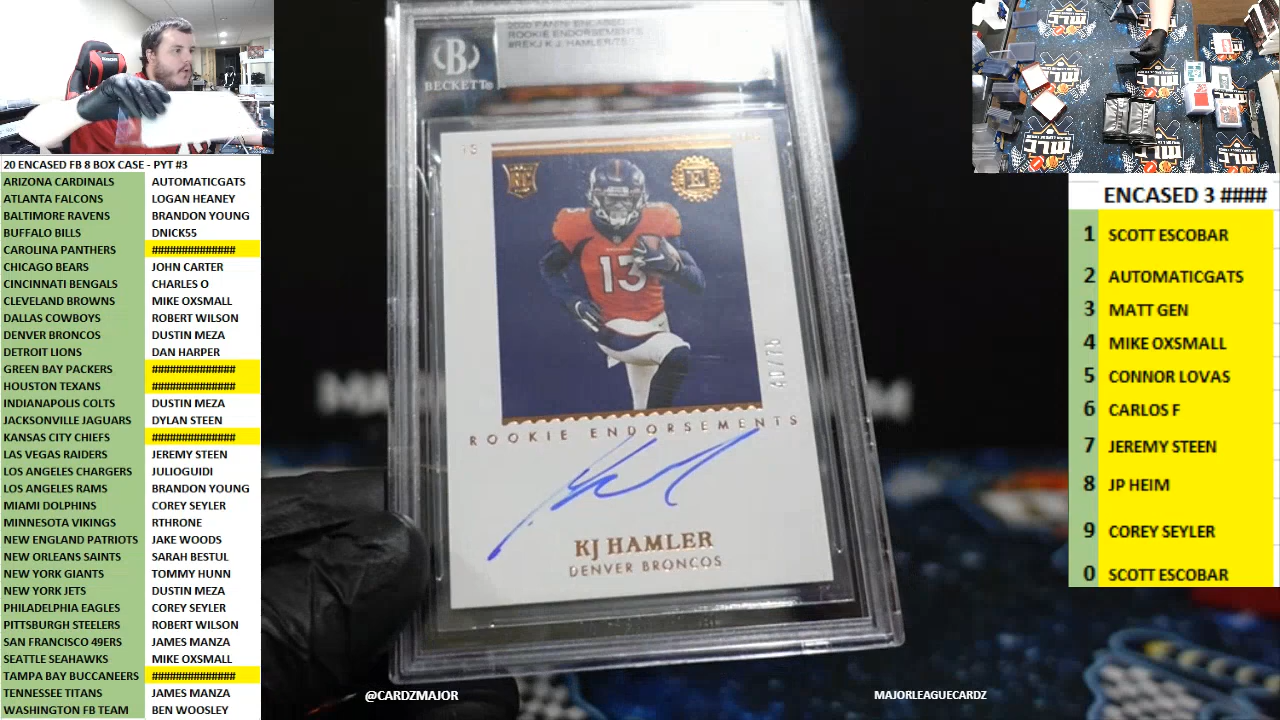 20 ENCASED FB 8 BOX CASE - PYT #3
ARIZONA CARDINALS AUTOMATICGATS
ATLANTA FALCONS LOGAN HEANEY
BALTIMORE RAVENS BRANDON YOUNG
BUFFALO BILLS DNICK55
CAROLINA PANTHERS ##############
CHICAGO BEARS JOHN CARTER
CINCINNATI BENGALS CHARLES O
CLEVELAND BROWNS MIKE OXSMALL
DALLAS COWBOYS ROBERT WILSON
DENVER BRONCOS DUSTIN MEZA
DETROIT LIONS DAN HARPER
GREEN BAY PACKERS ##############
HOUSTON TEXANS ##############
INDIANAPOLIS COLTS DUSTIN MEZA
JACKSONVILLE JAGUARS DYLAN STEEN
KANSAS CITY CHIEFS ##############
LAS VEGAS RAIDERS JEREMY STEEN
LOS ANGELES CHARGERS JULIOGUIDI
LOS ANGELES RAMS BRANDON YOUNG
MIAMI DOLPHINS COREY SEYLER
MINNESOTA VIKINGS RTHRONE
NEW ENGLAND PATRIOTS JAKE WOODS
NEW ORLEANS SAINTS SARAH BESTUL
NEW YORK GIANTS TOMMY HUNN
NEW YORK JETS DUSTIN MEZA
PHILADELPHIA EAGLES COREY SEYLER
PITTSBURGH STEELERS ROBERT WILSON
SAN FRANCISCO 49ERS JAMES MANZA
SEATTLE SEAHAWKS MIKE OXSMALL
TAMPA BAY BUCCANEERS ##############
TENNESSEE TITANS JAMES MANZA
WASHINGTON FB TEAM BEN WOOSLEY
2020 PANINI ENCASED
ROOKIE ENDORSEMENTS
#REKJ K.J. HAMLER/75
B
BECKETT
RC
E
13
40/75
ROOKIE ENDORSEMENTS
KJ HAMLER
DENVER BRONCOS
@CARDZMAJOR
MAJORLEAGUECARDZ
ENCASED 3 ####
1 SCOTT ESCOBAR
2 AUTOMATICGATS
3 MATT GEN
4 MIKE OXSMALL
5 CONNOR LOVAS
6 CARLOS F
7 JEREMY STEEN
8 JP HEIM
9 COREY SEYLER
0 SCOTT ESCOBAR